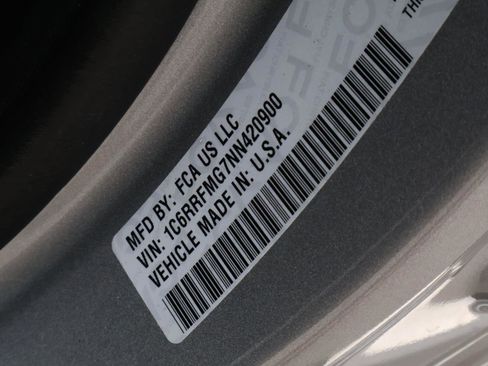 MFD BY: FCA US LLC
VIN: 1C6RRFMG7NN420900
VEHICLE MADE IN: U.S.A.